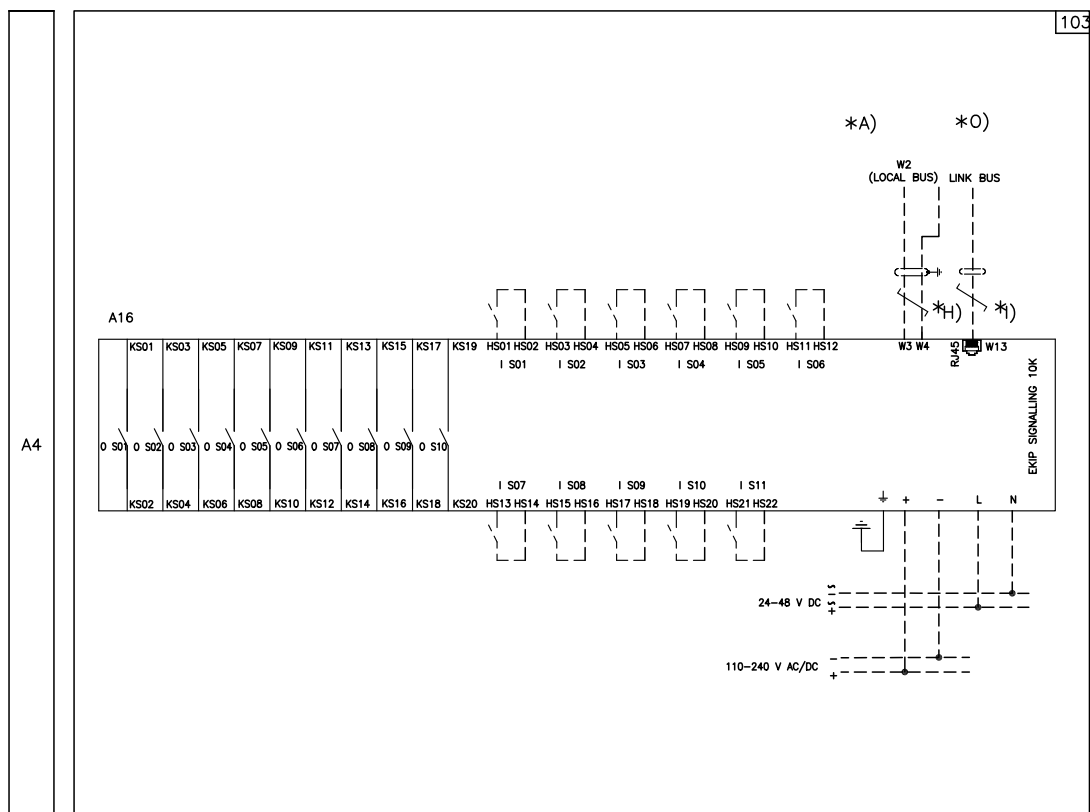 103
*A) *O)
W2
(LOCAL BUS) LINK BUS
*H) *I)
A16
KS01 KS03 KS05 KS07 KS09 KS11 KS13 KS15 KS17 KS19 HS01 HS02 HS03 HS04 HS05 HS06 HS07 HS08 HS09 HS10 HS11 HS12 W3 W4 RJ45 W13
I S01 I S02 I S03 I S04 I S05 I S06
EKIP SIGNALLING 10K
A4
O S01 O S02 O S03 O S04 O S05 O S06 O S07 O S08 O S09 O S10
I S07 I S08 I S09 I S10 I S11
KS02 KS04 KS06 KS08 KS10 KS12 KS14 KS16 KS18 KS20 HS13 HS14 HS15 HS16 HS17 HS18 HS19 HS20 HS21 HS22 + − L N
24–48 V DC
110–240 V AC/DC − +